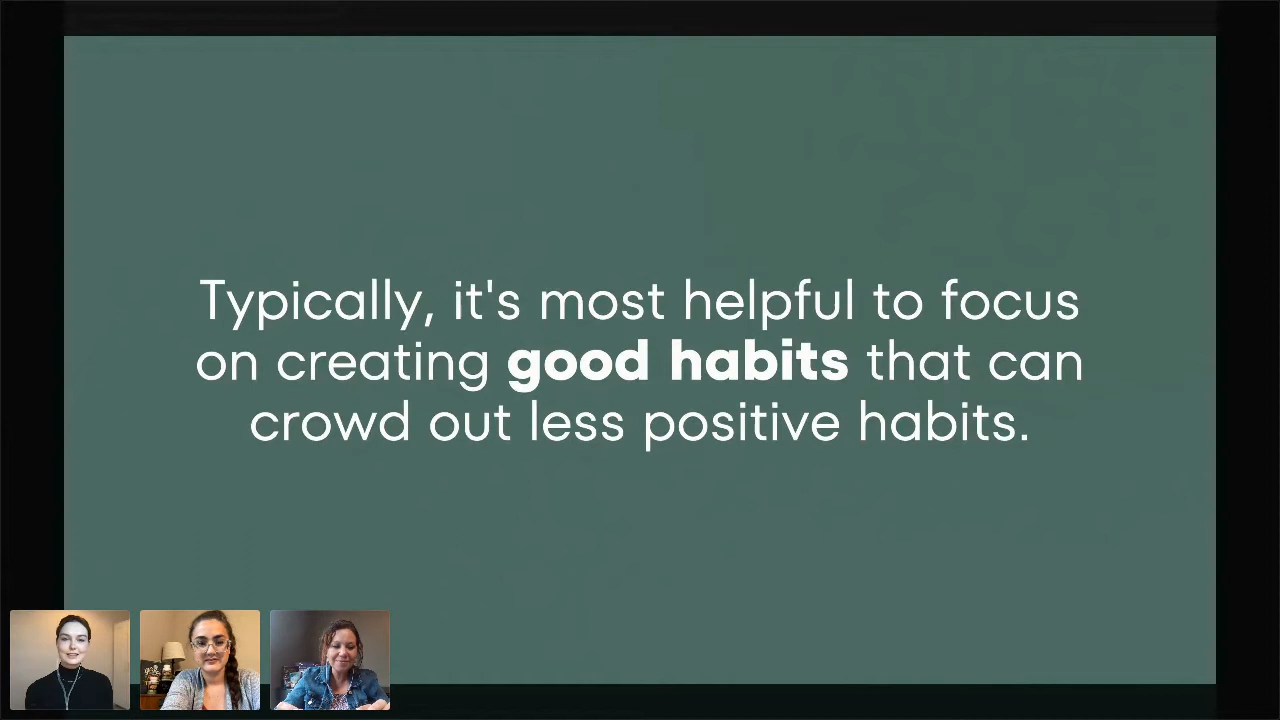 Typically, it's most helpful to focus
on creating good habits that can
crowd out less positive habits.